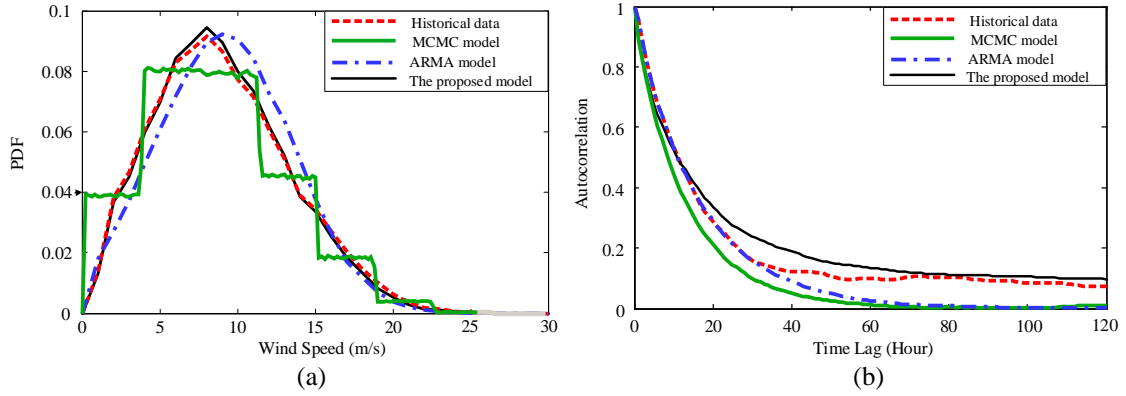 0.1
0.08
0.06
0.04
0.02
0
PDF
0 5 10 15 20 25 30
Wind Speed (m/s)
Historical data
MCMC model
ARMA model
The proposed model
(a)
1
0.8
0.6
0.4
0.2
0
Autocorrelation
0 20 40 60 80 100 120
Time Lag (Hour)
Historical data
MCMC model
ARMA model
The proposed model
(b)